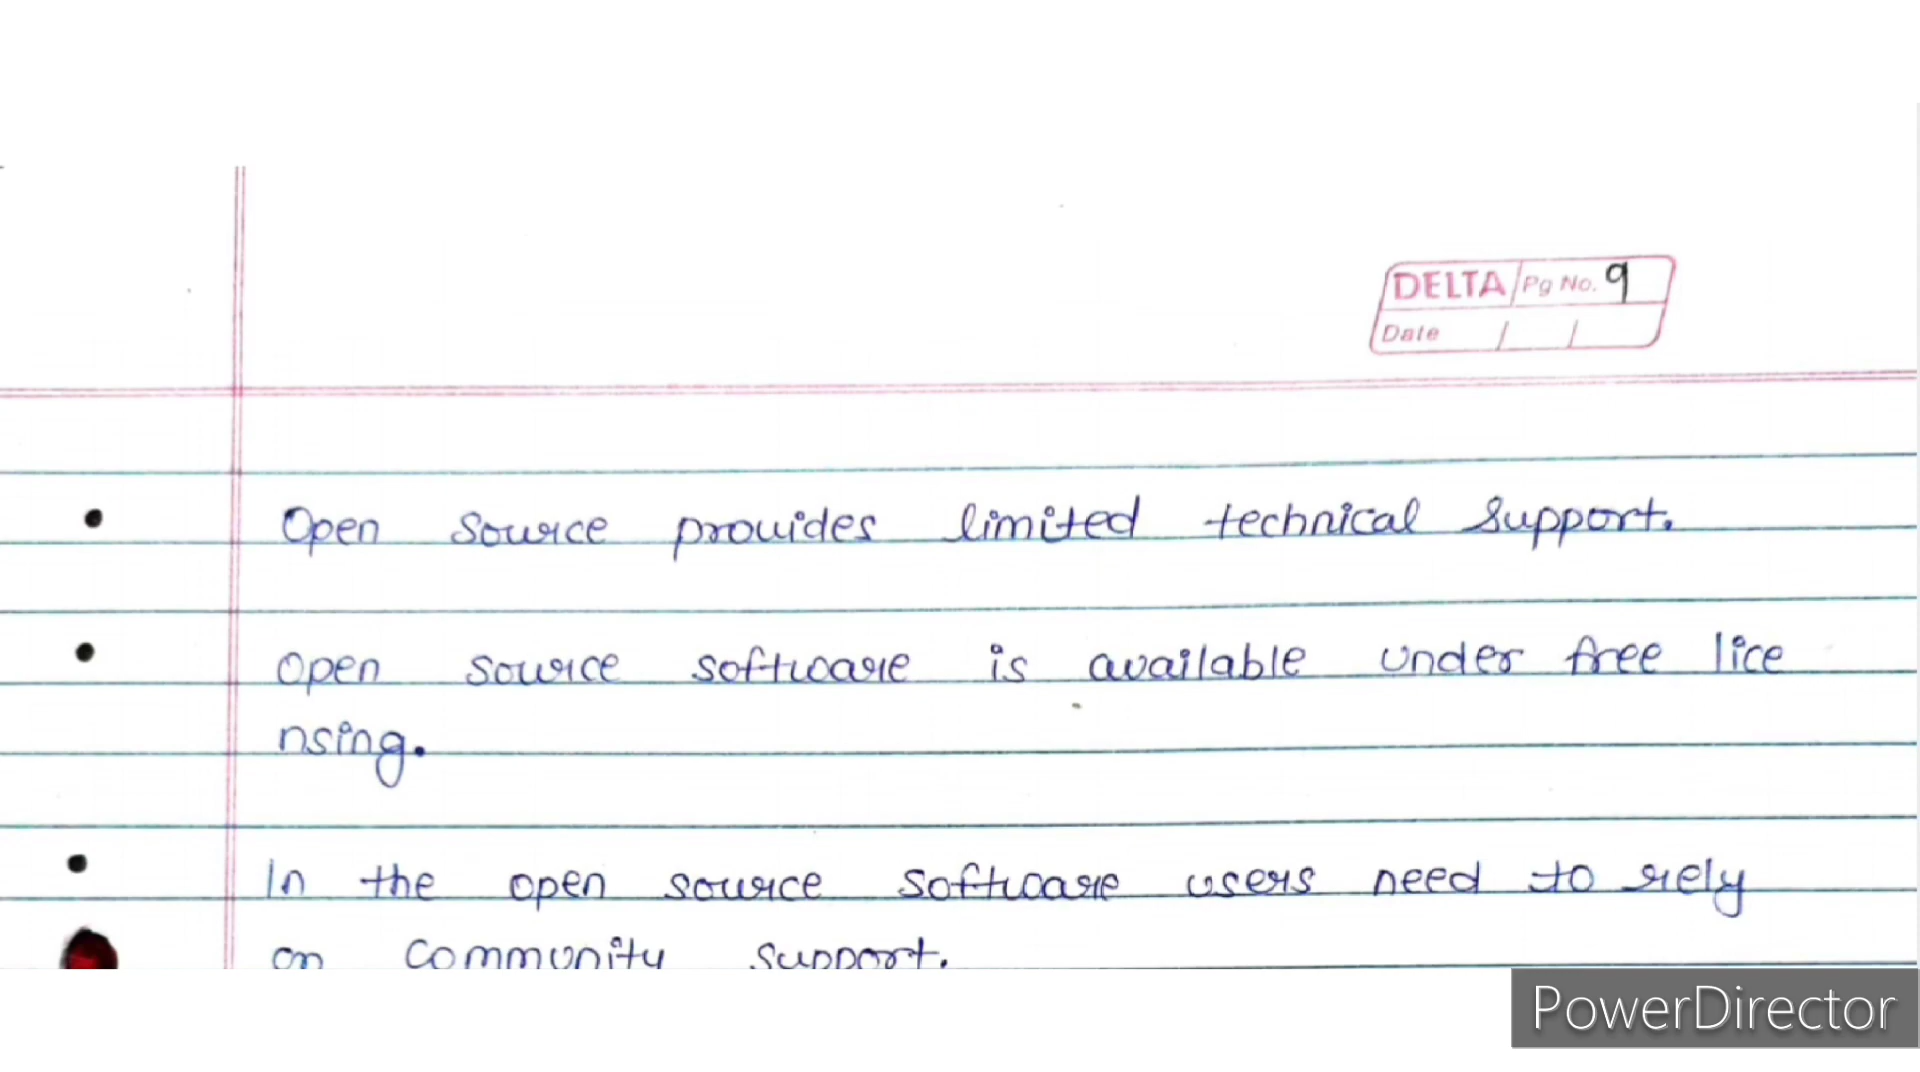 DELTA Pg No. 9
Date / /
Open source provides limited technical support.
Open source software is available under free lice
nsing.
In the open source software users need to rely
on community support.
PowerDirector